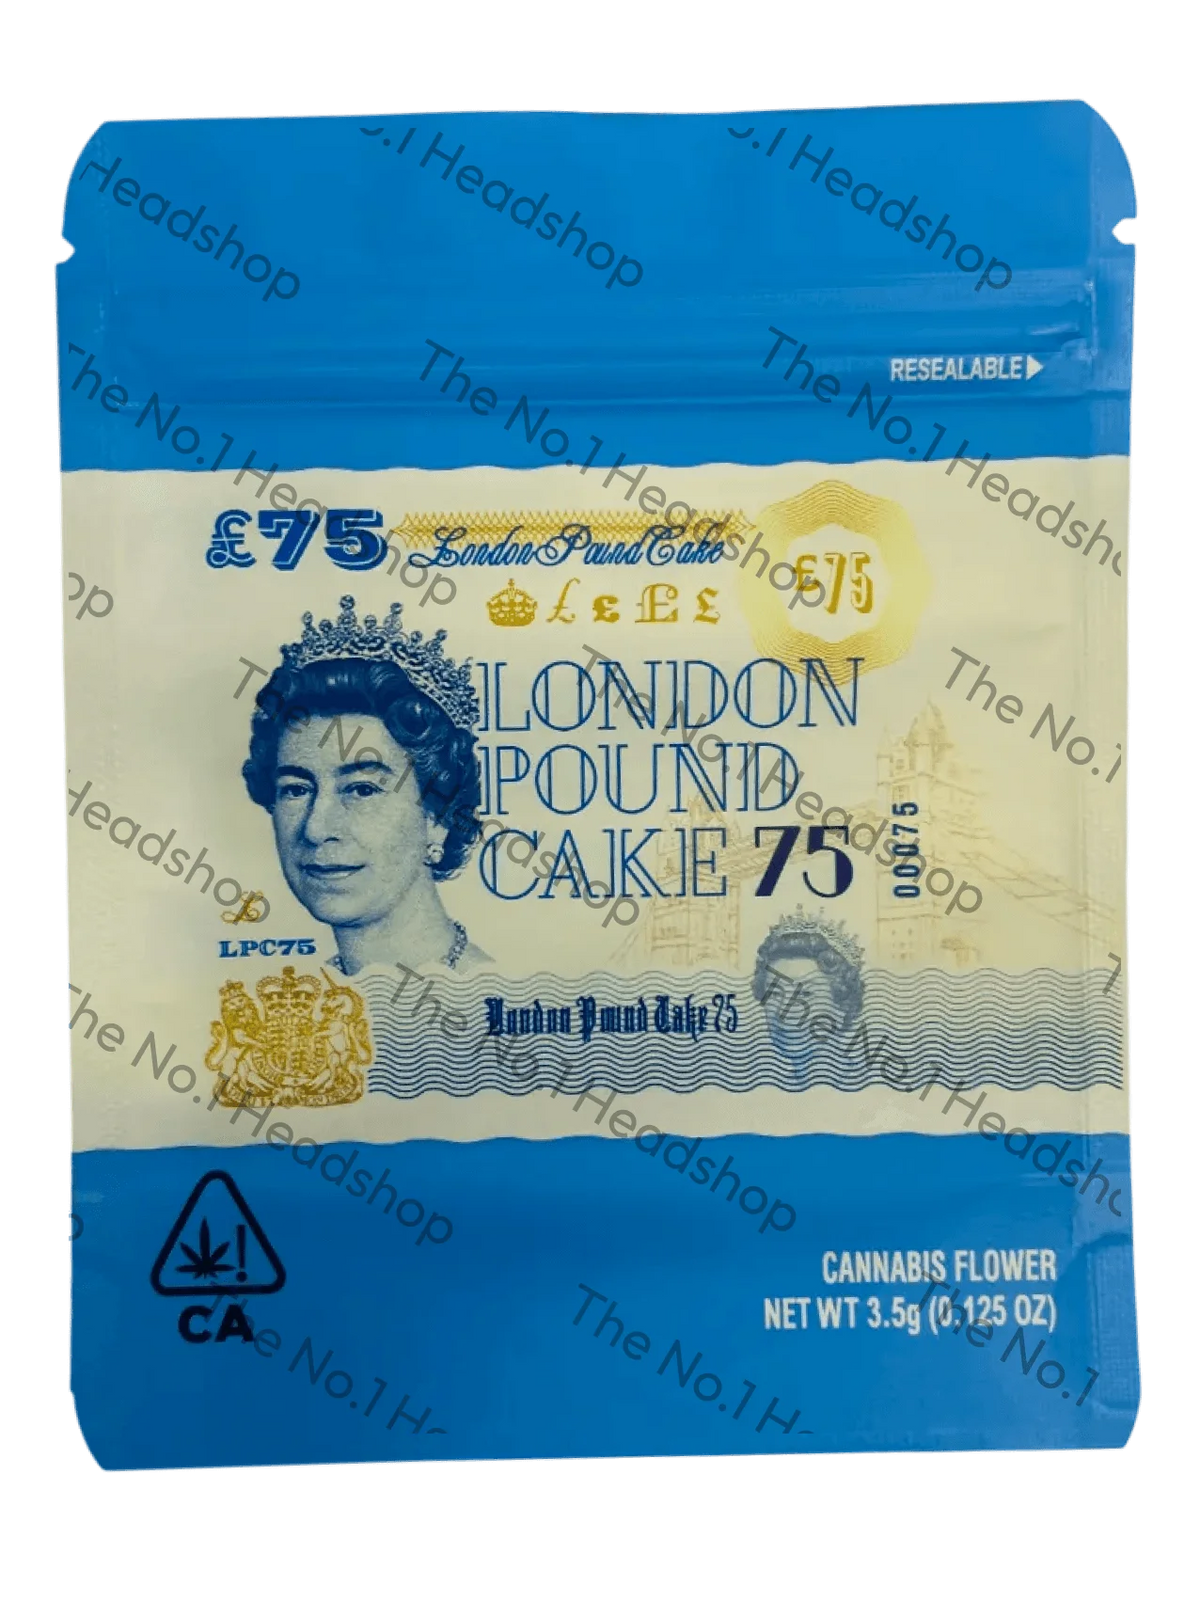 RESEALABLE
£75
London Pound Cake
£75
£ £ £ £
LONDON
POUND
CAKE 75
00075
£
LPC75
London Pound Cake 75
CA
CANNABIS FLOWER
NET WT 3.5g (0.125 OZ)
The No.1 Headshop